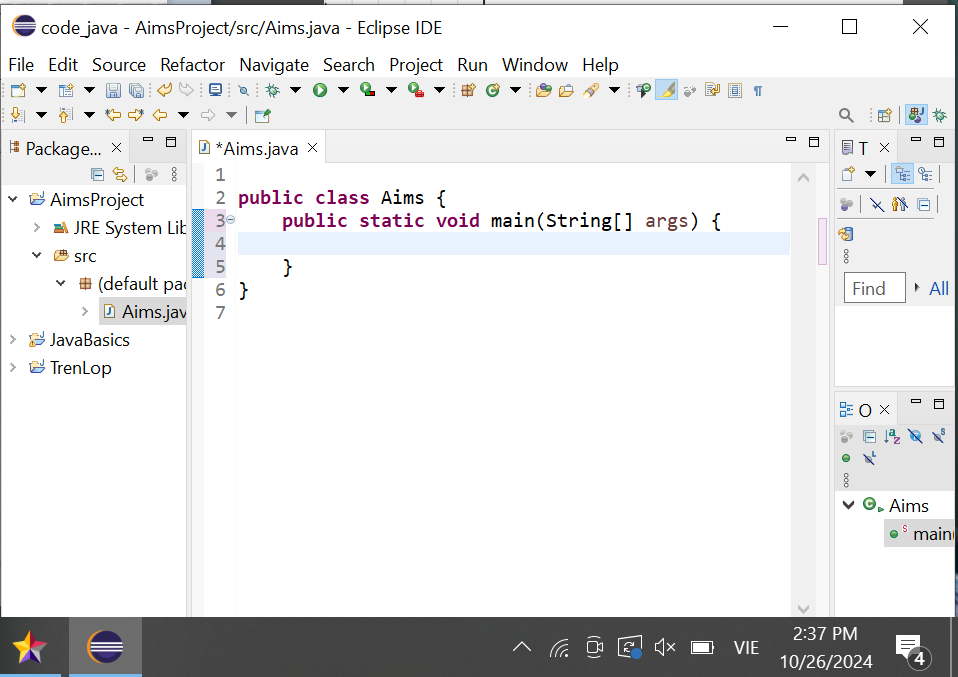 code_java - AimsProject/src/Aims.java - Eclipse IDE
File Edit Source Refactor Navigate Search Project Run Window Help
Package...
*Aims.java
T
AimsProject
JRE System Lib
src
(default pac
Aims.jav
JavaBasics
TrenLop
1
2 public class Aims {
3 public static void main(String[] args) {
4
5 }
6 }
7
Find
All
O
Aims
main(
VIE
2:37 PM
10/26/2024
4